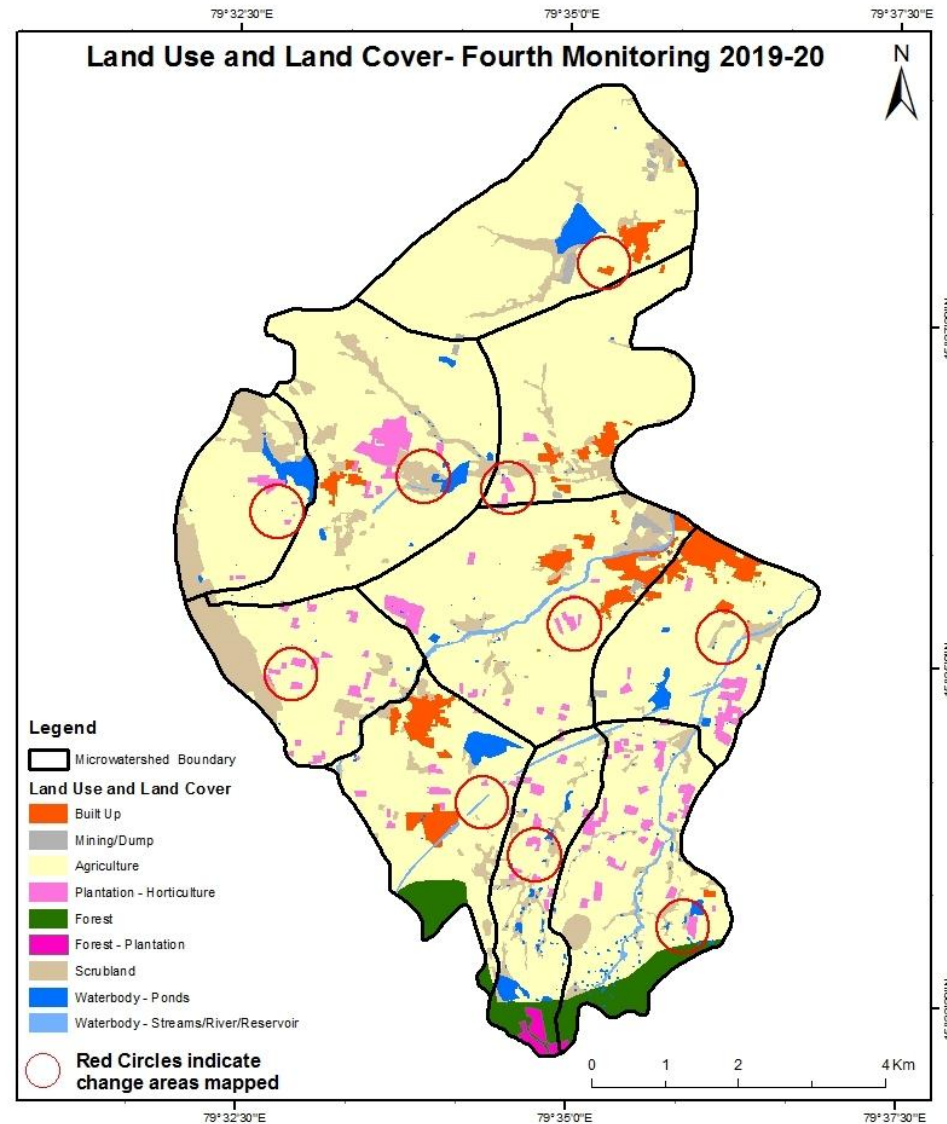 79°32'30"E 79°35'0"E 79°37'30"E
Land Use and Land Cover- Fourth Monitoring 2019-20
N
Legend
Microwatershed Boundary
Land Use and Land Cover
Built Up
Mining/Dump
Agriculture
Plantation - Horticulture
Forest
Forest - Plantation
Scrubland
Waterbody - Ponds
Waterbody - Streams/River/Reservoir
Red Circles indicate
change areas mapped
0 1 2 4 Km
79°32'30"E 79°35'0"E 79°37'30"E